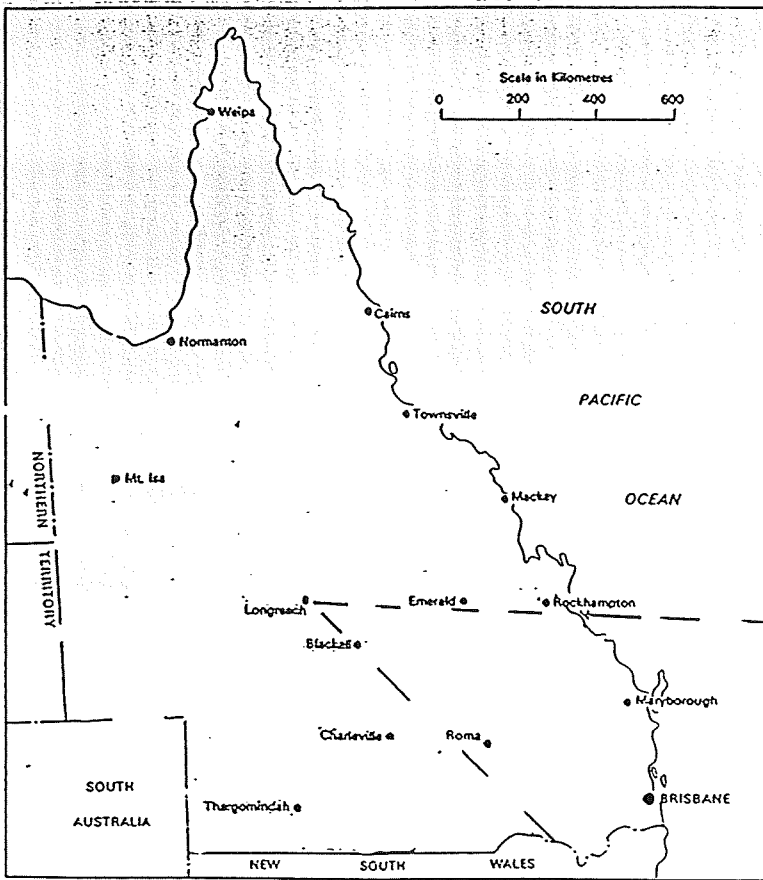 Scale in Kilometres
0 200 400 600
Weipa
SOUTH
Cairns
Normanton
PACIFIC
Townsville
Mt. Isa
Mackay
OCEAN
NORTHERN
TERRITORY
Longreach
Emerald
Rockhampton
Blackall
Maryborough
Charleville
Roma
SOUTH
AUSTRALIA
Thargomindah
BRISBANE
NEW SOUTH WALES